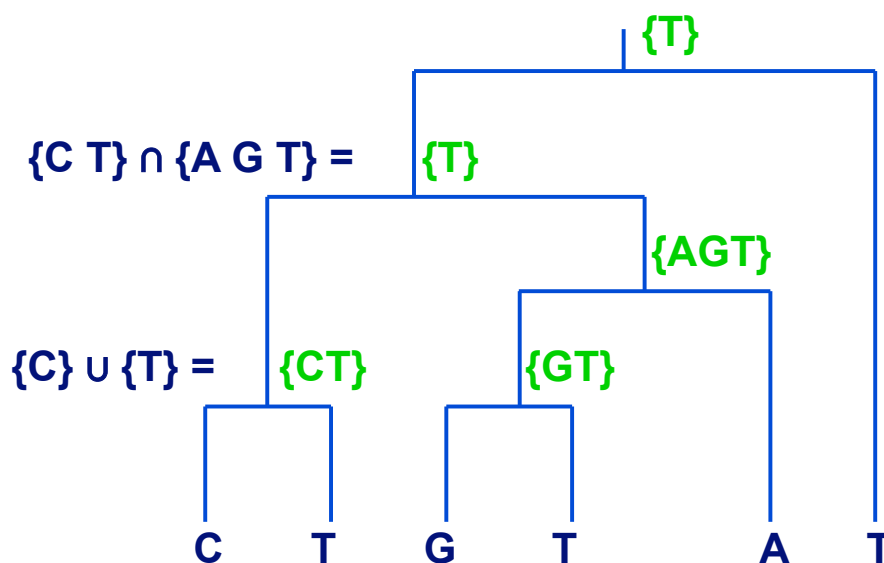 {T}
{C T} ∩ {A G T} = {T}
{AGT}
{C} ∪ {T} = {CT} {GT}
C T G T A T